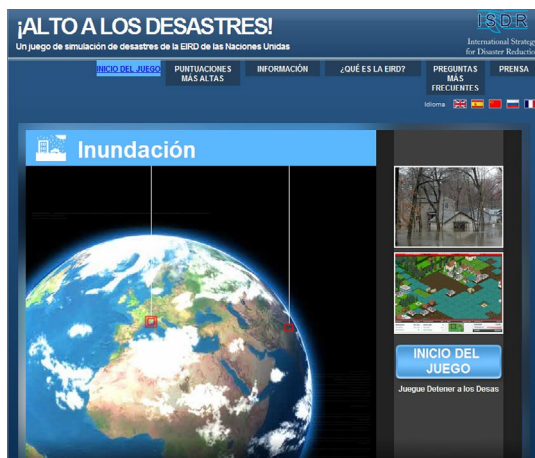 ¡ALTO A LOS DESASTRES!
Un juego de simulación de desastres de la EIRD de las Naciones Unidas
ISDR
International Strategy
for Disaster Reductio
INICIO DEL JUEGO
PUNTUACIONES
MÁS ALTAS
INFORMACIÓN
¿QUÉ ES LA EIRD?
PREGUNTAS
MÁS
FRECUENTES
PRENSA
Idioma
Inundación
INICIO DEL
JUEGO
Juegue Detener a los Desas